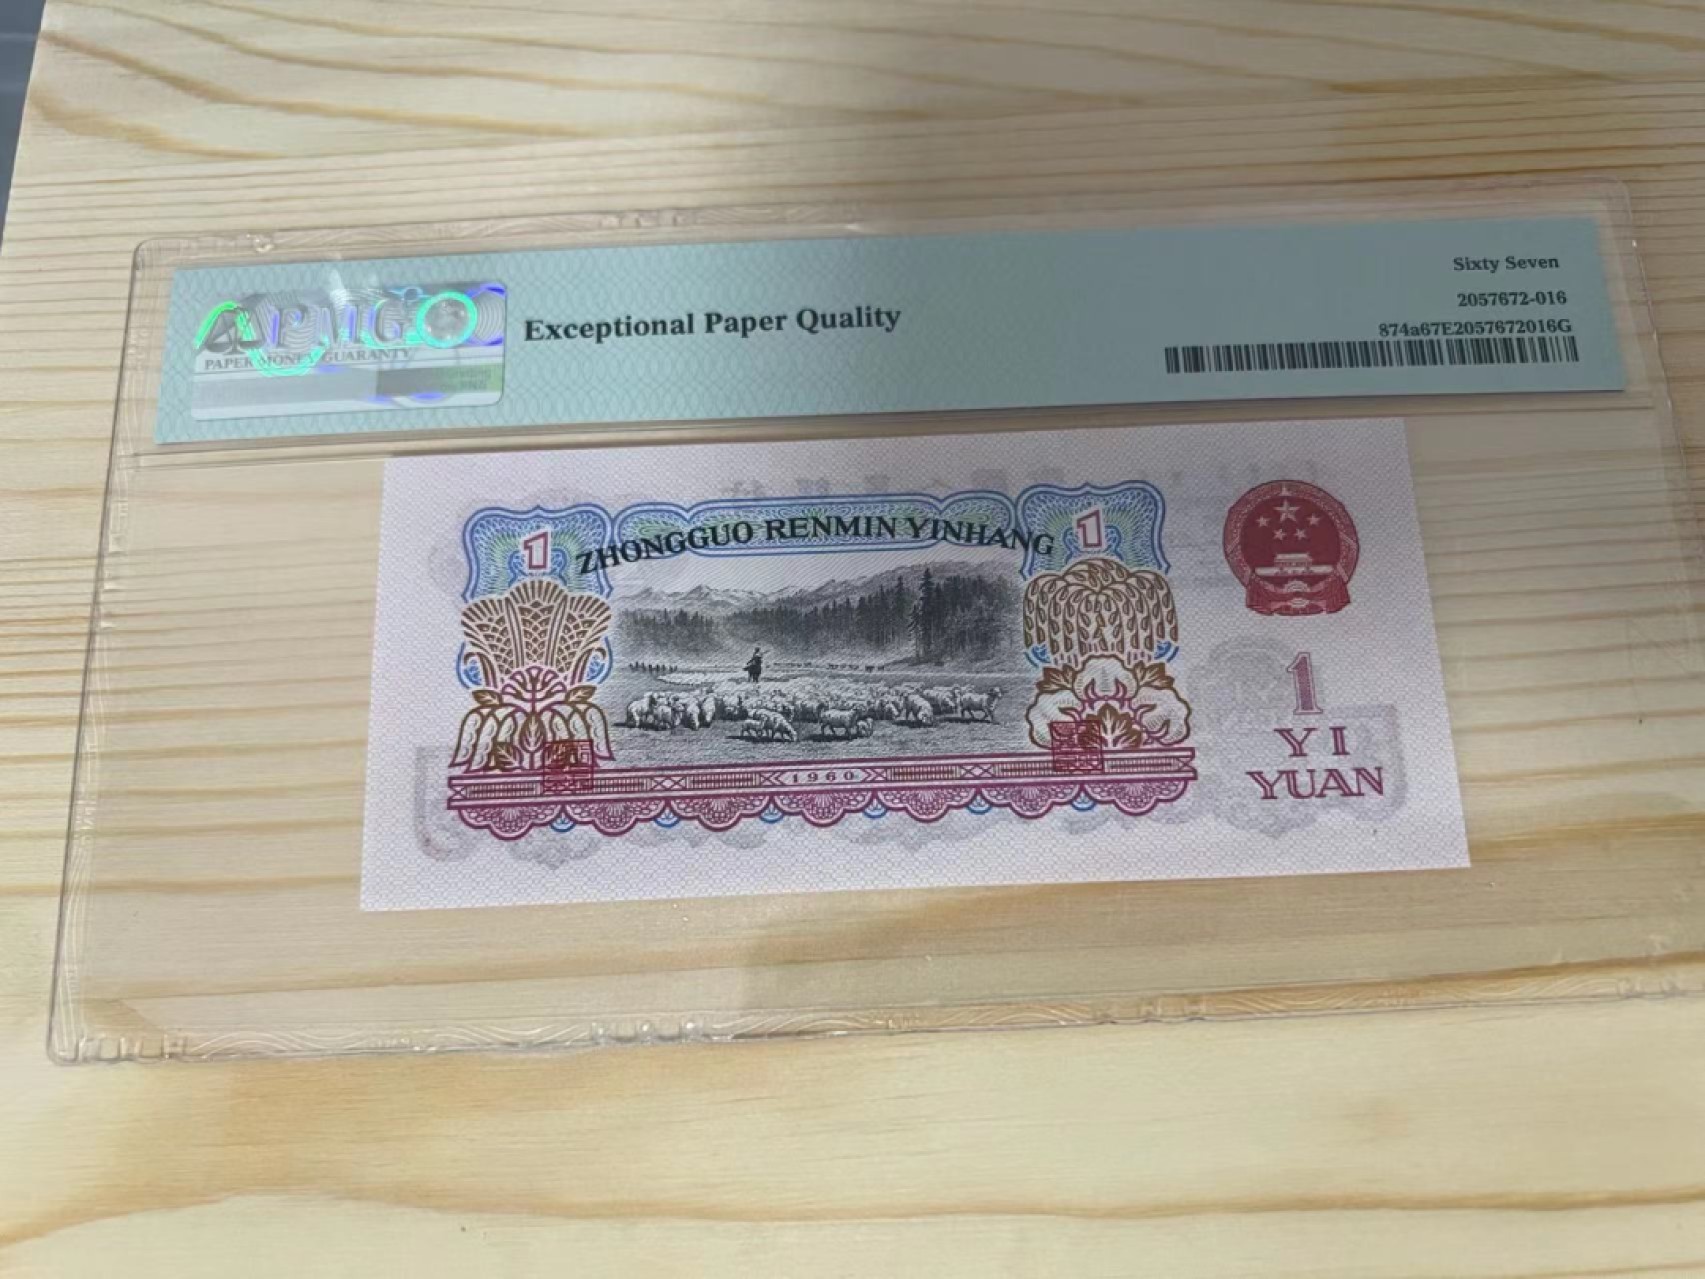 Sixty Seven
2057672-016
874a67E2057672016G
PMG
PAPER MONEY GUARANTY
Exceptional Paper Quality
ZHONGGUO RENMIN YINHANG
1
1
1
YI
YUAN
1960